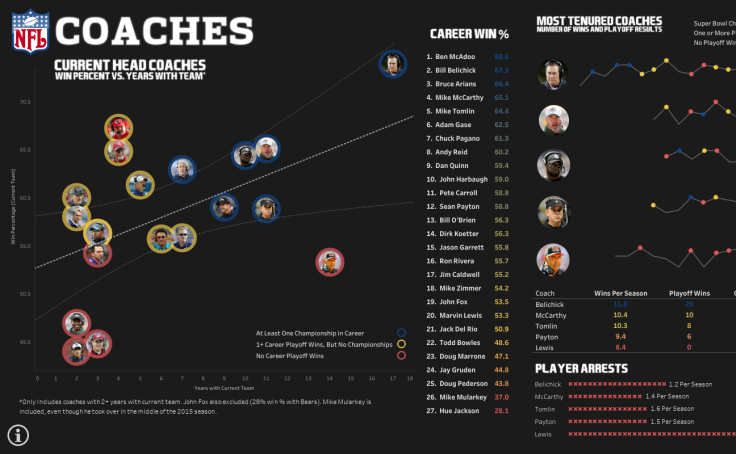 NFL
COACHES
CURRENT HEAD COACHES
WIN PERCENT VS. YEARS WITH TEAM*
Win Percentage (Current Team)
70.0
65.0
60.0
55.0
50.0
45.0
0 1 2 3 4 5 6 7 8 9 10 11 12 13 14 15 16 17 18
Years with Current Team
At Least One Championship in Career
1+ Career Playoff Wins, But No Championships
No Career Playoff Wins
*Only includes coaches with 2+ years with current team. John Fox also excluded (28% win % with Bears). Mike Mularkey is
included, even though he took over in the middle of the 2015 season.
CAREER WIN %
1. Ben McAdoo 68.8
2. Bill Belichick 67.3
3. Bruce Arians 66.4
4. Mike McCarthy 65.1
5. Mike Tomlin 64.4
6. Adam Gase 62.5
7. Chuck Pagano 61.3
8. Andy Reid 60.2
9. Dan Quinn 59.4
10. John Harbaugh 59.0
11. Pete Carroll 58.8
12. Sean Payton 58.8
13. Bill O'Brien 56.3
14. Dirk Koetter 56.3
15. Jason Garrett 55.8
16. Ron Rivera 55.7
17. Jim Caldwell 55.2
18. Mike Zimmer 54.2
19. John Fox 53.5
20. Marvin Lewis 53.3
21. Jack Del Rio 50.9
22. Todd Bowles 48.6
23. Doug Marrone 47.1
24. Jay Gruden 44.8
25. Doug Pederson 43.8
26. Mike Mularkey 37.0
27. Hue Jackson 28.1
MOST TENURED COACHES
NUMBER OF WINS AND PLAYOFF RESULTS
Super Bowl Ch
One or More P
No Playoff Win
Coach Wins Per Season Playoff Wins
Belichick 11.8 25
McCarthy 10.4 10
Tomlin 10.3 8
Payton 9.4 6
Lewis 8.4 0
PLAYER ARRESTS
Belichick 1.2 Per Season
McCarthy 1.4 Per Season
Tomlin 1.6 Per Season
Payton 1.5 Per Season
Lewis